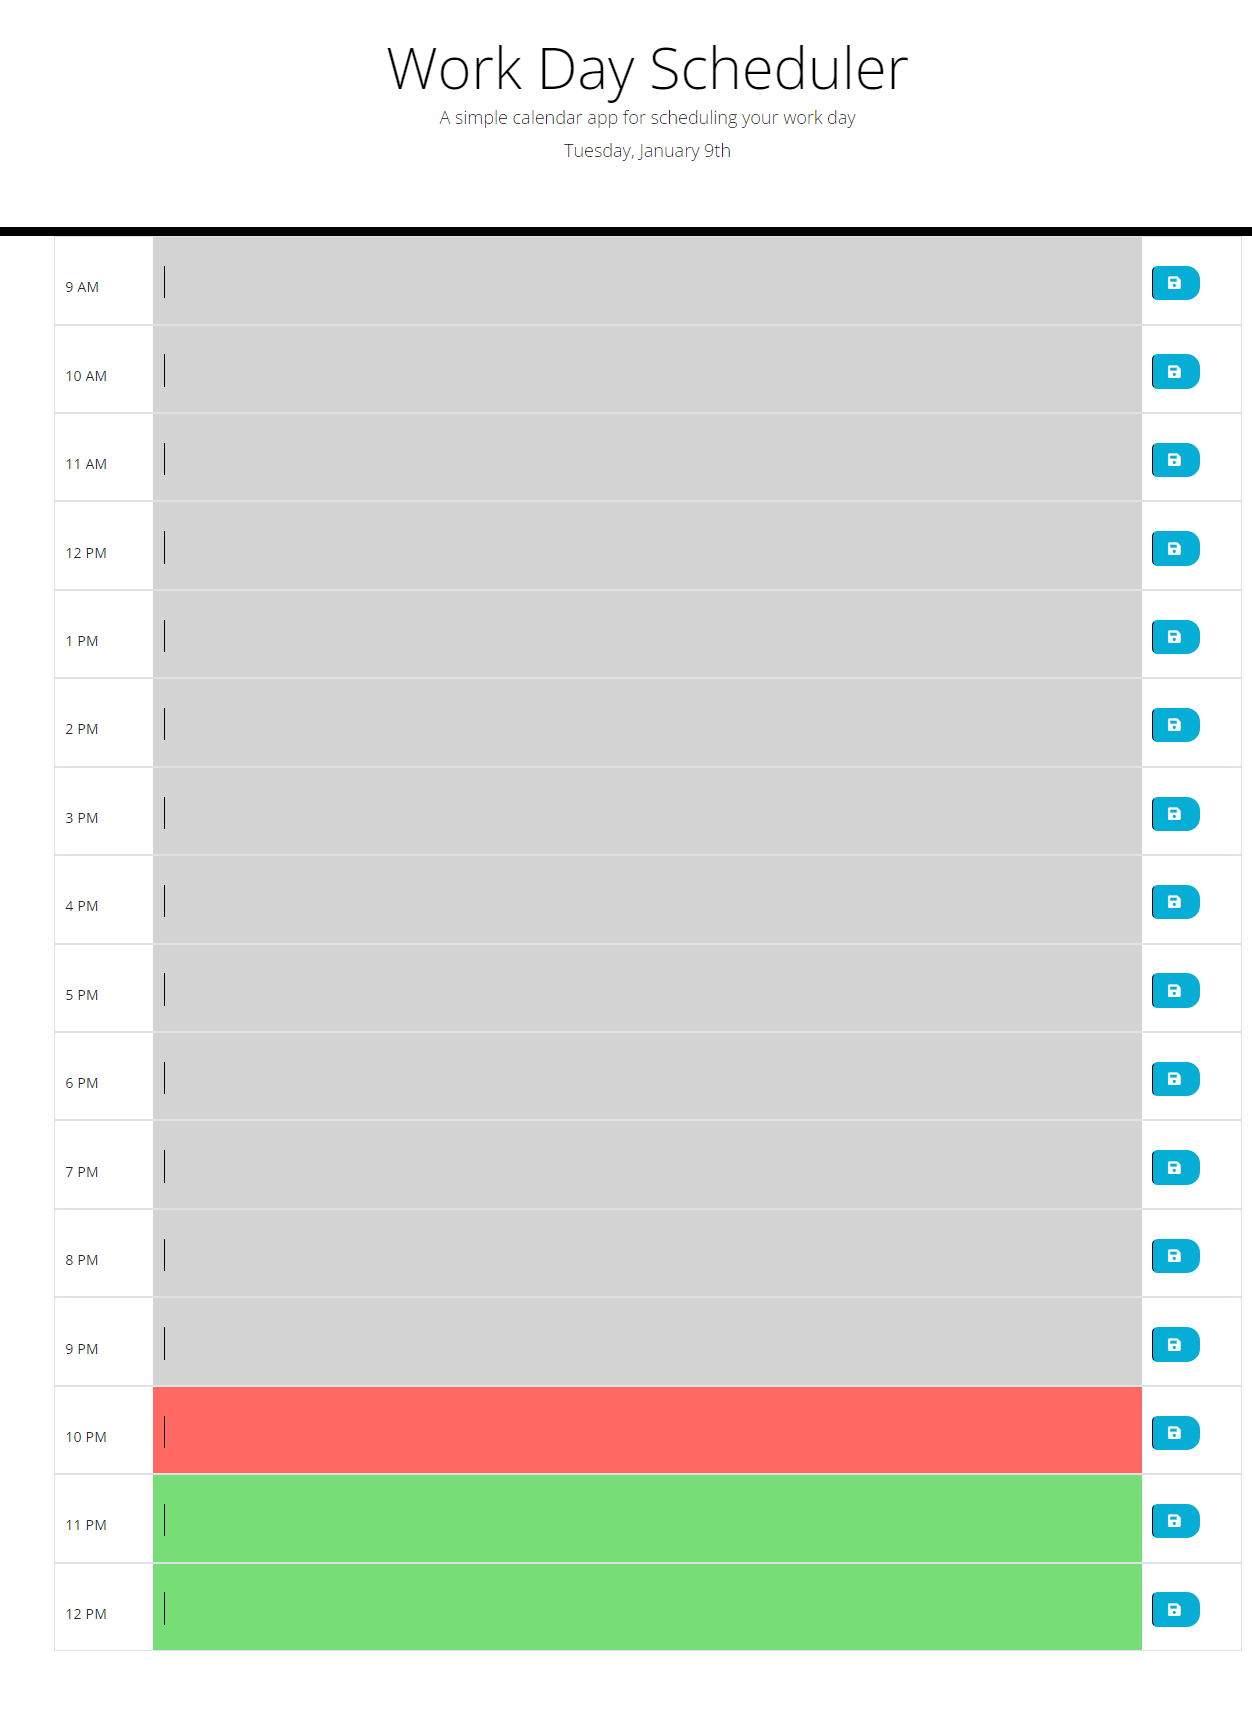 Work Day Scheduler
A simple calendar app for scheduling your work day
Tuesday, January 9th
9 AM
10 AM
11 AM
12 PM
1 PM
2 PM
3 PM
4 PM
5 PM
6 PM
7 PM
8 PM
9 PM
10 PM
11 PM
12 PM